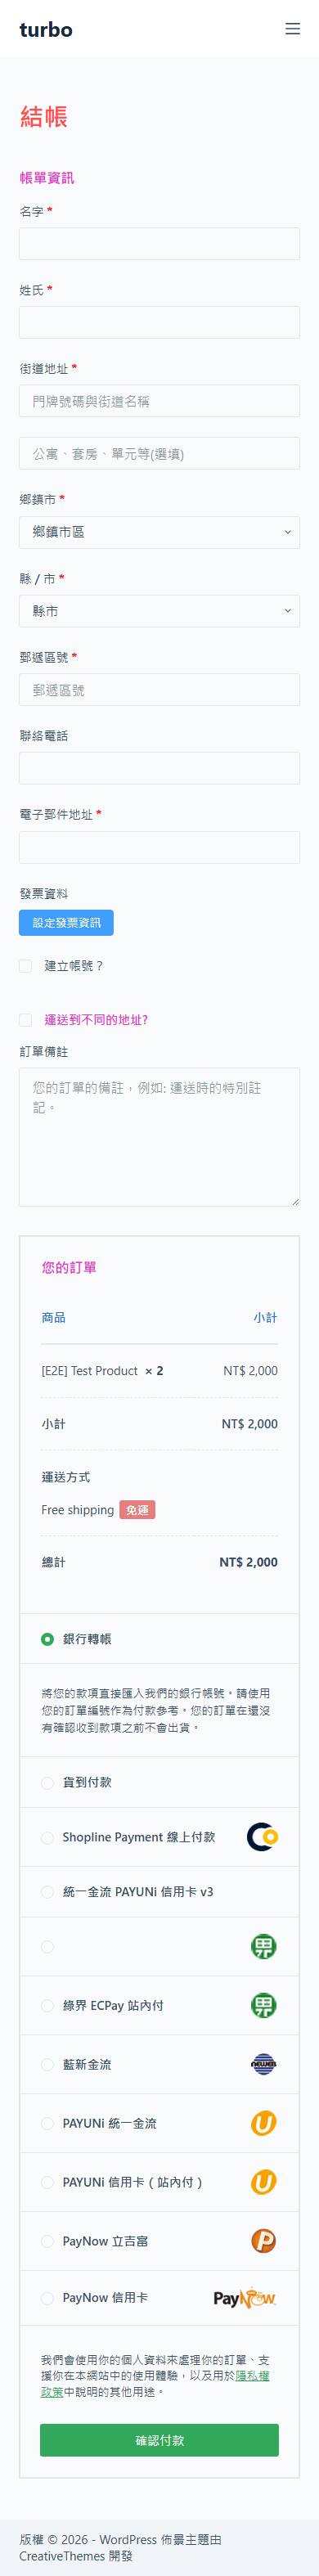 turbo
結帳
帳單資訊
名字 *
姓氏 *
街道地址 *
門牌號碼與街道名稱
公寓、套房、單元等(選填)
鄉鎮市 *
鄉鎮市區
縣 / 市 *
縣市
郵遞區號 *
郵遞區號
聯絡電話
電子郵件地址 *
發票資料
設定發票資訊
建立帳號？
運送到不同的地址?
訂單備註
您的訂單的備註，例如: 運送時的特別註
記。
您的訂單
商品 小計
[E2E] Test Product × 2 NT$ 2,000
小計 NT$ 2,000
運送方式
Free shipping 免運
總計 NT$ 2,000
銀行轉帳
將您的款項直接匯入我們的銀行帳號。請使用
您的訂單編號作為付款參考。您的訂單在還沒
有確認收到款項之前不會出貨。
貨到付款
Shopline Payment 線上付款
統一金流 PAYUNi 信用卡 v3
界
綠界 ECPay 站內付 界
藍新金流
PAYUNi 統一金流
PAYUNi 信用卡 ( 站內付 )
PayNow 立吉富
PayNow 信用卡 PayNow
我們會使用你的個人資料來處理你的訂單、支
援你在本網站中的使用體驗，以及用於隱私權
政策中說明的其他用途。
確認付款
版權 © 2026 - WordPress 佈景主題由
CreativeThemes 開發